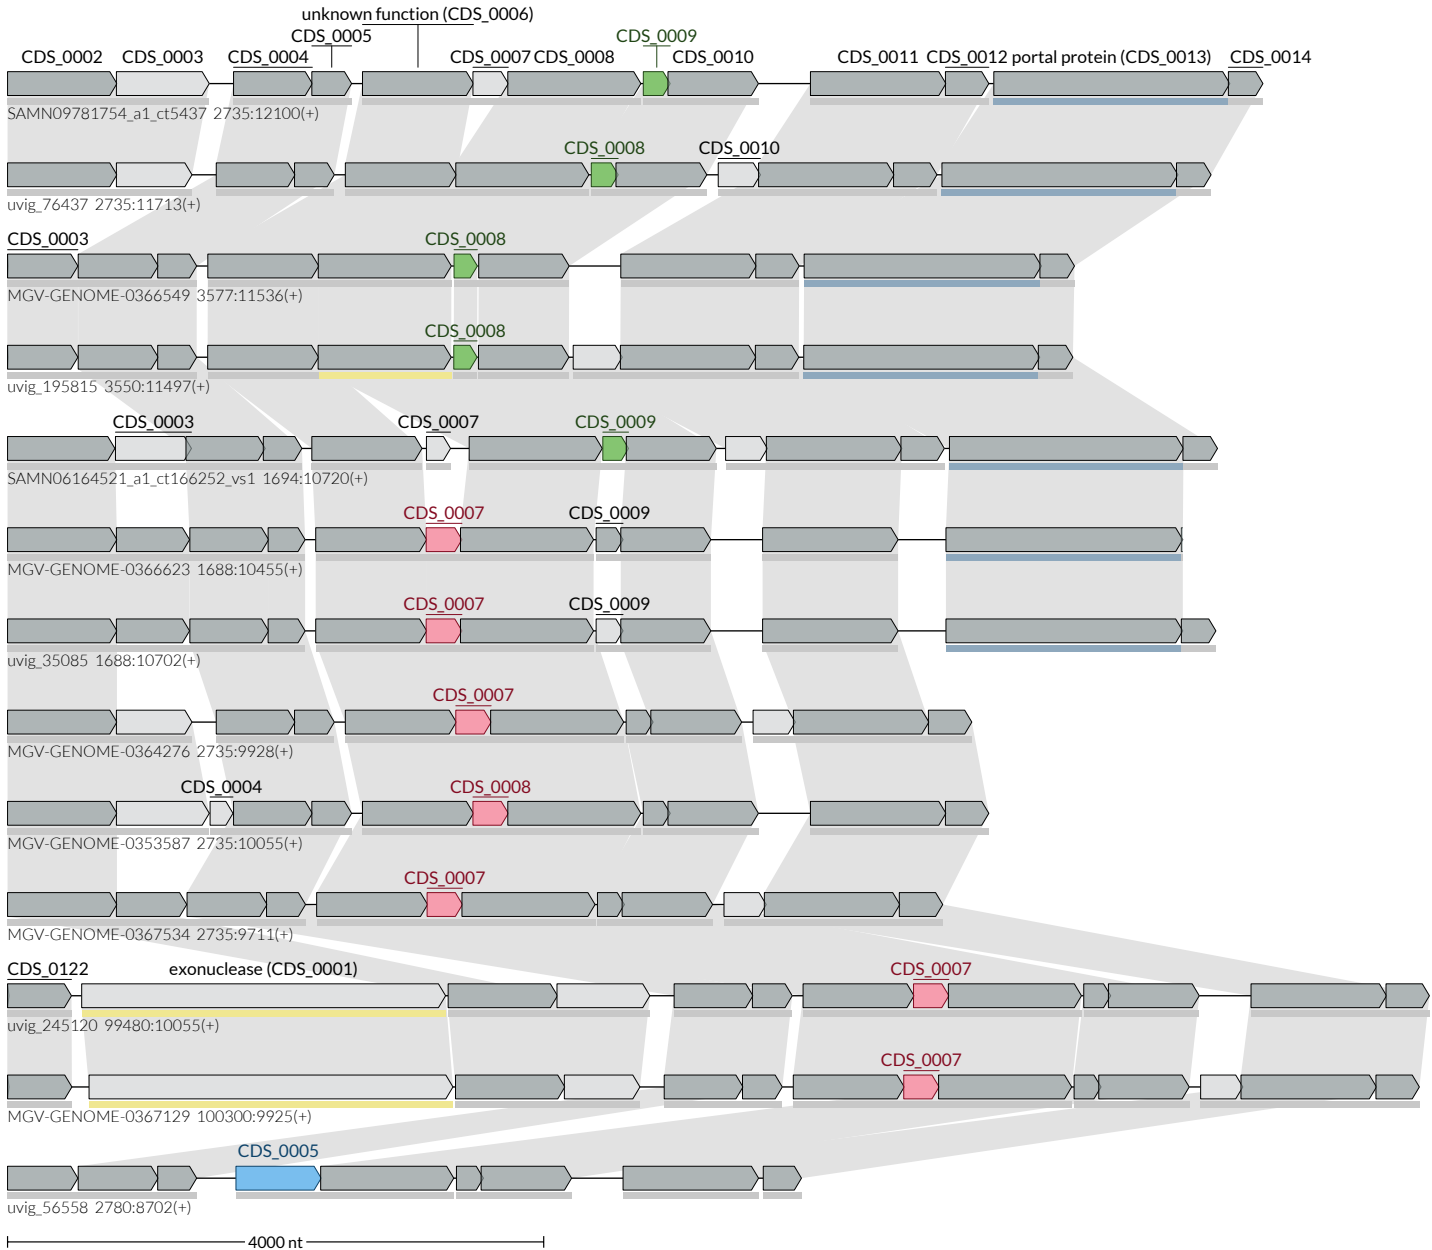 unknown function (CDS_0006)
CDS_0005 CDS_0009
CDS_0002 CDS_0003 CDS_0004 CDS_0007 CDS_0008 CDS_0010 CDS_0011 CDS_0012 portal protein (CDS_0013) CDS_0014
SAMN09781754_a1_ct5437 2735:12100(+)
CDS_0008 CDS_0010
uvig_76437 2735:11713(+)
CDS_0003 CDS_0008
MGV-GENOME-0366549 3577:11536(+)
CDS_0008
uvig_195815 3550:11497(+)
CDS_0003 CDS_0007 CDS_0009
SAMN06164521_a1_ct166252_vs1 1694:10720(+)
CDS_0007 CDS_0009
MGV-GENOME-0366623 1688:10455(+)
CDS_0007 CDS_0009
uvig_35085 1688:10702(+)
CDS_0007
MGV-GENOME-0364276 2735:9928(+)
CDS_0004 CDS_0008
MGV-GENOME-0353587 2735:10055(+)
CDS_0007
MGV-GENOME-0367534 2735:9711(+)
CDS_0122 exonuclease (CDS_0001) CDS_0007
uvig_245120 99480:10055(+)
CDS_0007
MGV-GENOME-0367129 100300:9925(+)
CDS_0005
uvig_56558 2780:8702(+)
4000 nt